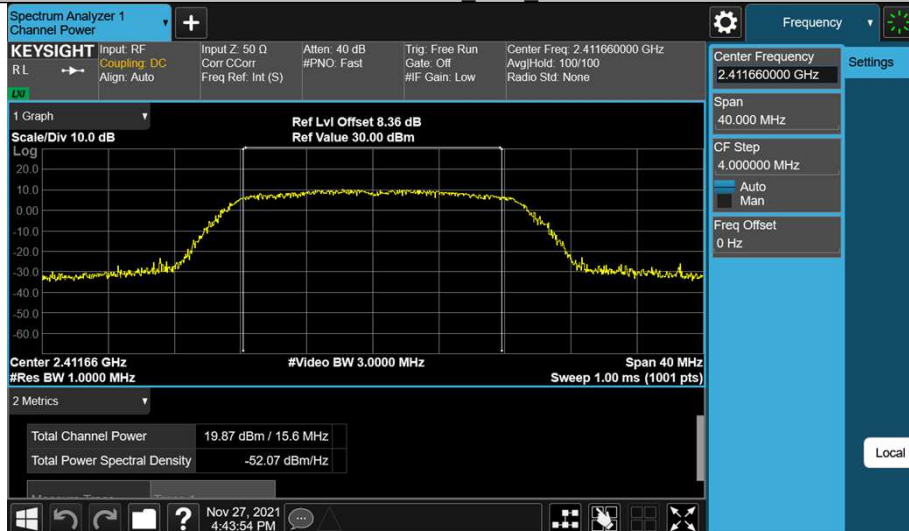 Spectrum Analyzer 1
Channel Power
Frequency
KEYSIGHT
RL
LXI
Input: RF
Coupling: DC
Align: Auto
Input Z: 50 Ω
Corr CCorr
Freq Ref: Int (S)
Atten: 40 dB
#PNO: Fast
Trig: Free Run
Gate: Off
#IF Gain: Low
Center Freq: 2.411660000 GHz
Avg|Hold: 100/100
Radio Std: None
Center Frequency
2.411660000 GHz
Settings
Span
40.000 MHz
CF Step
4.000000 MHz
Auto
Man
Freq Offset
0 Hz
Local
1 Graph
Scale/Div 10.0 dB
Ref Lvl Offset 8.36 dB
Ref Value 30.00 dBm
Log
20.0
10.0
0.00
-10.0
-20.0
-30.0
-40.0
-50.0
-60.0
Center 2.41166 GHz
#Res BW 1.0000 MHz
#Video BW 3.0000 MHz
Span 40 MHz
Sweep 1.00 ms (1001 pts)
2 Metrics
Total Channel Power 19.87 dBm / 15.6 MHz
Total Power Spectral Density -52.07 dBm/Hz
?
Nov 27, 2021
4:43:54 PM